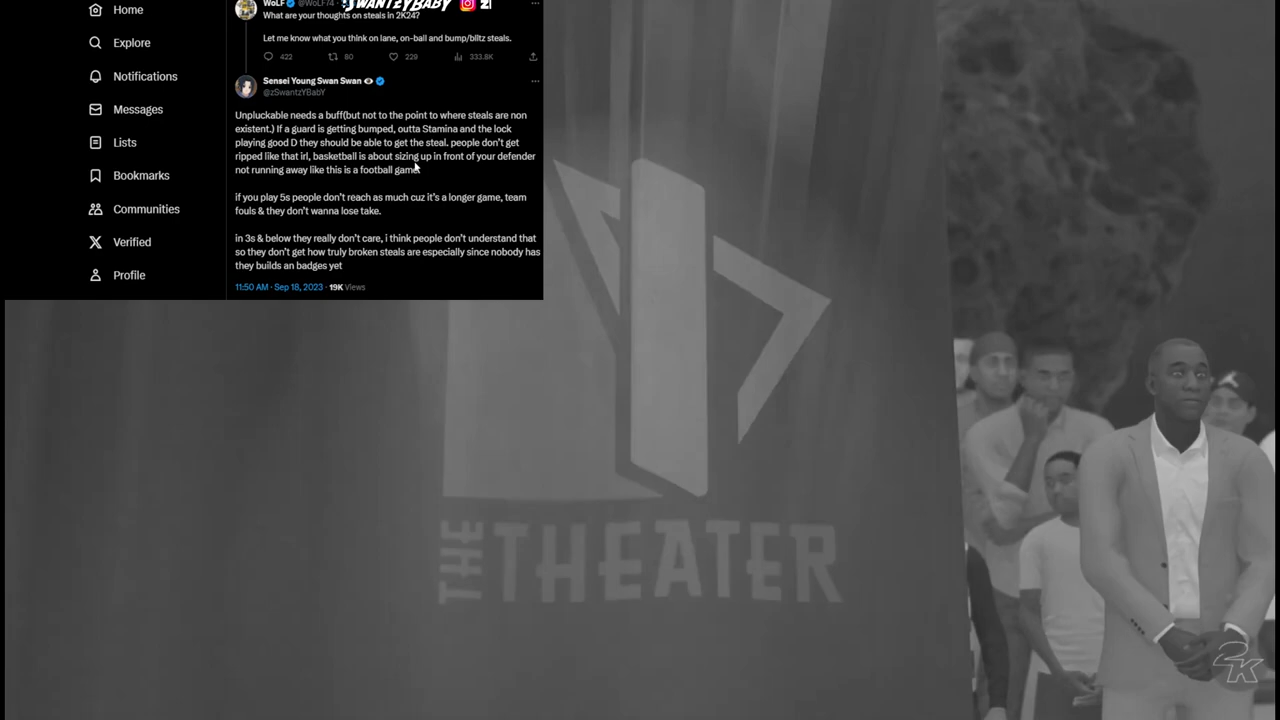 Home
Explore
Notifications
Messages
Lists
Bookmarks
Communities
Verified
Profile
WoLF @WoLF74 ·
WANTZYBABY
What are your thoughts on steals in 2K24?
Let me know what you think on lane, on-ball and bump/blitz steals.
422 80 229 333.8K
Sensei Young Swan Swan
@zSwantzYBabY
Unpluckable needs a buff(but not to the point to where steals are non
existent.) If a guard is getting bumped, outta Stamina and the lock
playing good D they should be able to get the steal. people don't get
ripped like that irl, basketball is about sizing up in front of your defender
not running away like this is a football game.
if you play 5s people don't reach as much cuz it's a longer game, team
fouls & they don't wanna lose take.
in 3s & below they really don't care, i think people don't understand that
so they don't get how truly broken steals are especially since nobody has
they builds an badges yet
11:50 AM · Sep 18, 2023 · 19K Views
THE THEATER
2K